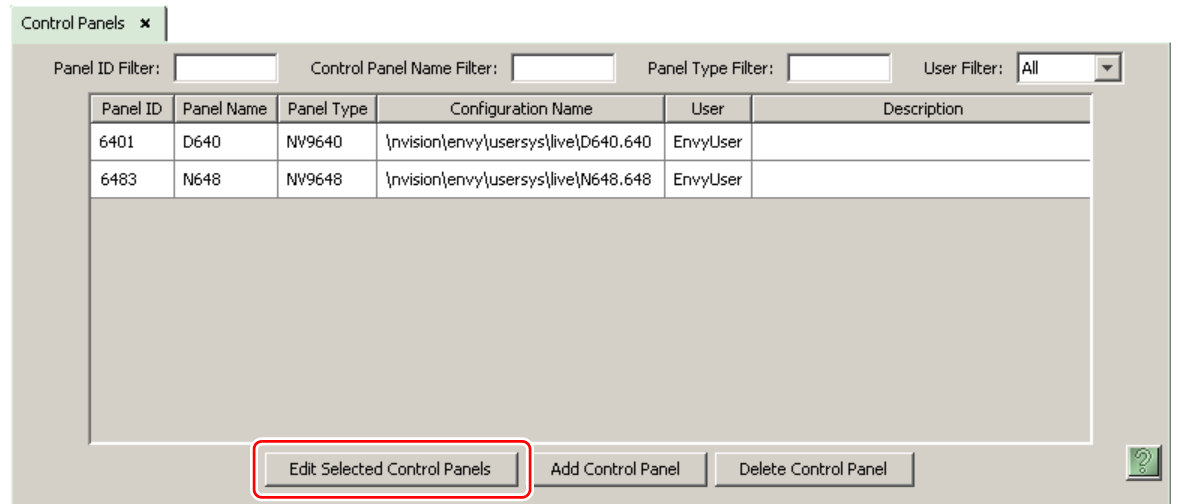 Control Panels ×
Panel ID Filter: Control Panel Name Filter: Panel Type Filter: User Filter: All
Panel ID Panel Name Panel Type Configuration Name User Description
6401 D640 NV9640 \nvision\envy\usersys\live\D640.640 EnvyUser
6483 N648 NV9648 \nvision\envy\usersys\live\N648.648 EnvyUser
Edit Selected Control Panels Add Control Panel Delete Control Panel ?